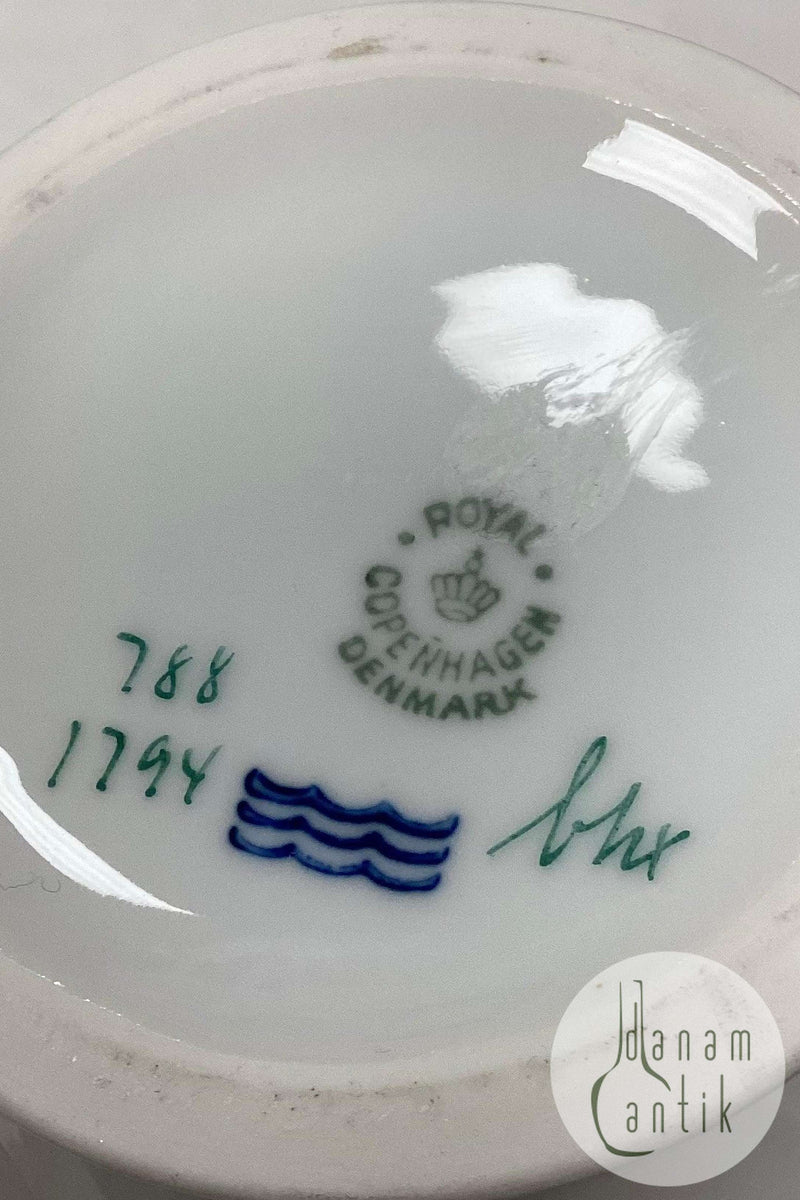 ROYAL
COPENHAGEN
DENMARK
788
1794
danam
antik